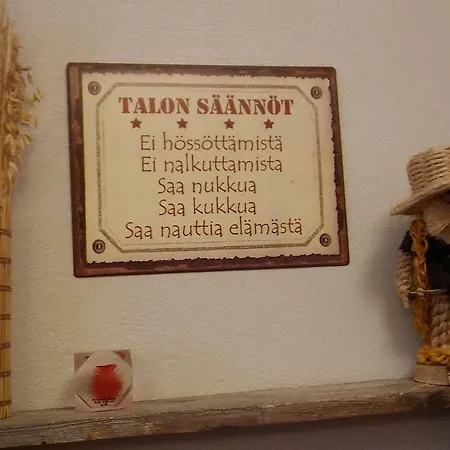 TALON SÄÄNNÖT
Ei hössöttämistä
Ei nalkuttamista
Saa nukkua
Saa kukkua
Saa nauttia elämästä